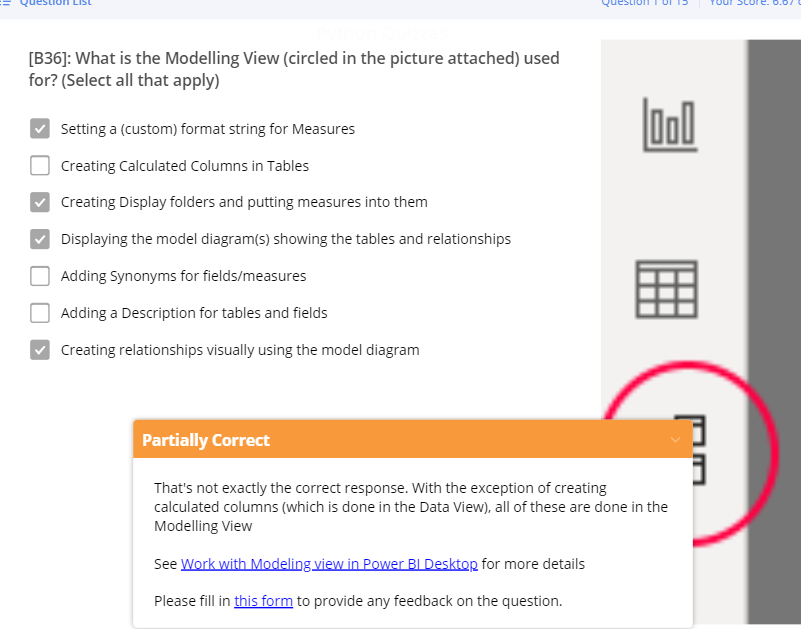 Question List
Question 1 of 15
Your Score: 6.67
[B36]: What is the Modelling View (circled in the picture attached) used
for? (Select all that apply)
Setting a (custom) format string for Measures
Creating Calculated Columns in Tables
Creating Display folders and putting measures into them
Displaying the model diagram(s) showing the tables and relationships
Adding Synonyms for fields/measures
Adding a Description for tables and fields
Creating relationships visually using the model diagram
Partially Correct
That's not exactly the correct response. With the exception of creating
calculated columns (which is done in the Data View), all of these are done in the
Modelling View
See Work with Modeling view in Power BI Desktop for more details
Please fill in this form to provide any feedback on the question.